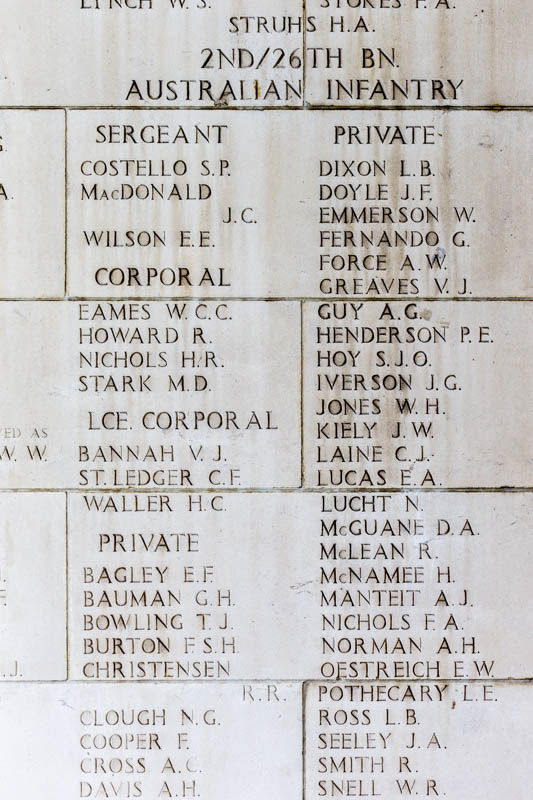 LYNCH W. S.
STOKES F. A.
STRUHS H.A.
2ND/26TH BN.
AUSTRALIAN INFANTRY
SERGEANT
COSTELLO S.P.
MacDONALD
J.C.
WILSON E.E.
CORPORAL
EAMES W.C.C.
HOWARD R.
NICHOLS H.R.
STARK M.D.
LCE. CORPORAL
BANNAH V.J.
ST.LEDGER C.F.
WALLER H.C.
PRIVATE
BAGLEY E.F.
BAUMAN G.H.
BOWLING T.J.
BURTON F.S.H.
CHRISTENSEN
R.R.
CLOUGH N.G.
COOPER F.
CROSS A.C.
DAVIS A.H.
PRIVATE
DIXON L.B.
DOYLE J.F.
EMMERSON W.
FERNANDO G.
FORCE A.W.
GREAVES V.J.
GUY A.G.
HENDERSON P.E.
HOY S.J.O.
IVERSON J.G.
JONES W.H.
KIELY J.W.
LAINE C.J.
LUCAS E.A.
LUCHT N.
McGUANE D.A.
McLEAN R.
McNAMEE H.
MANTEIT A.J.
NICHOLS F.A.
NORMAN A.H.
OESTREICH E.W.
POTHECARY L.E.
ROSS L.B.
SEELEY J.A.
SMITH R.
SNELL W.R.
AS
W. W.